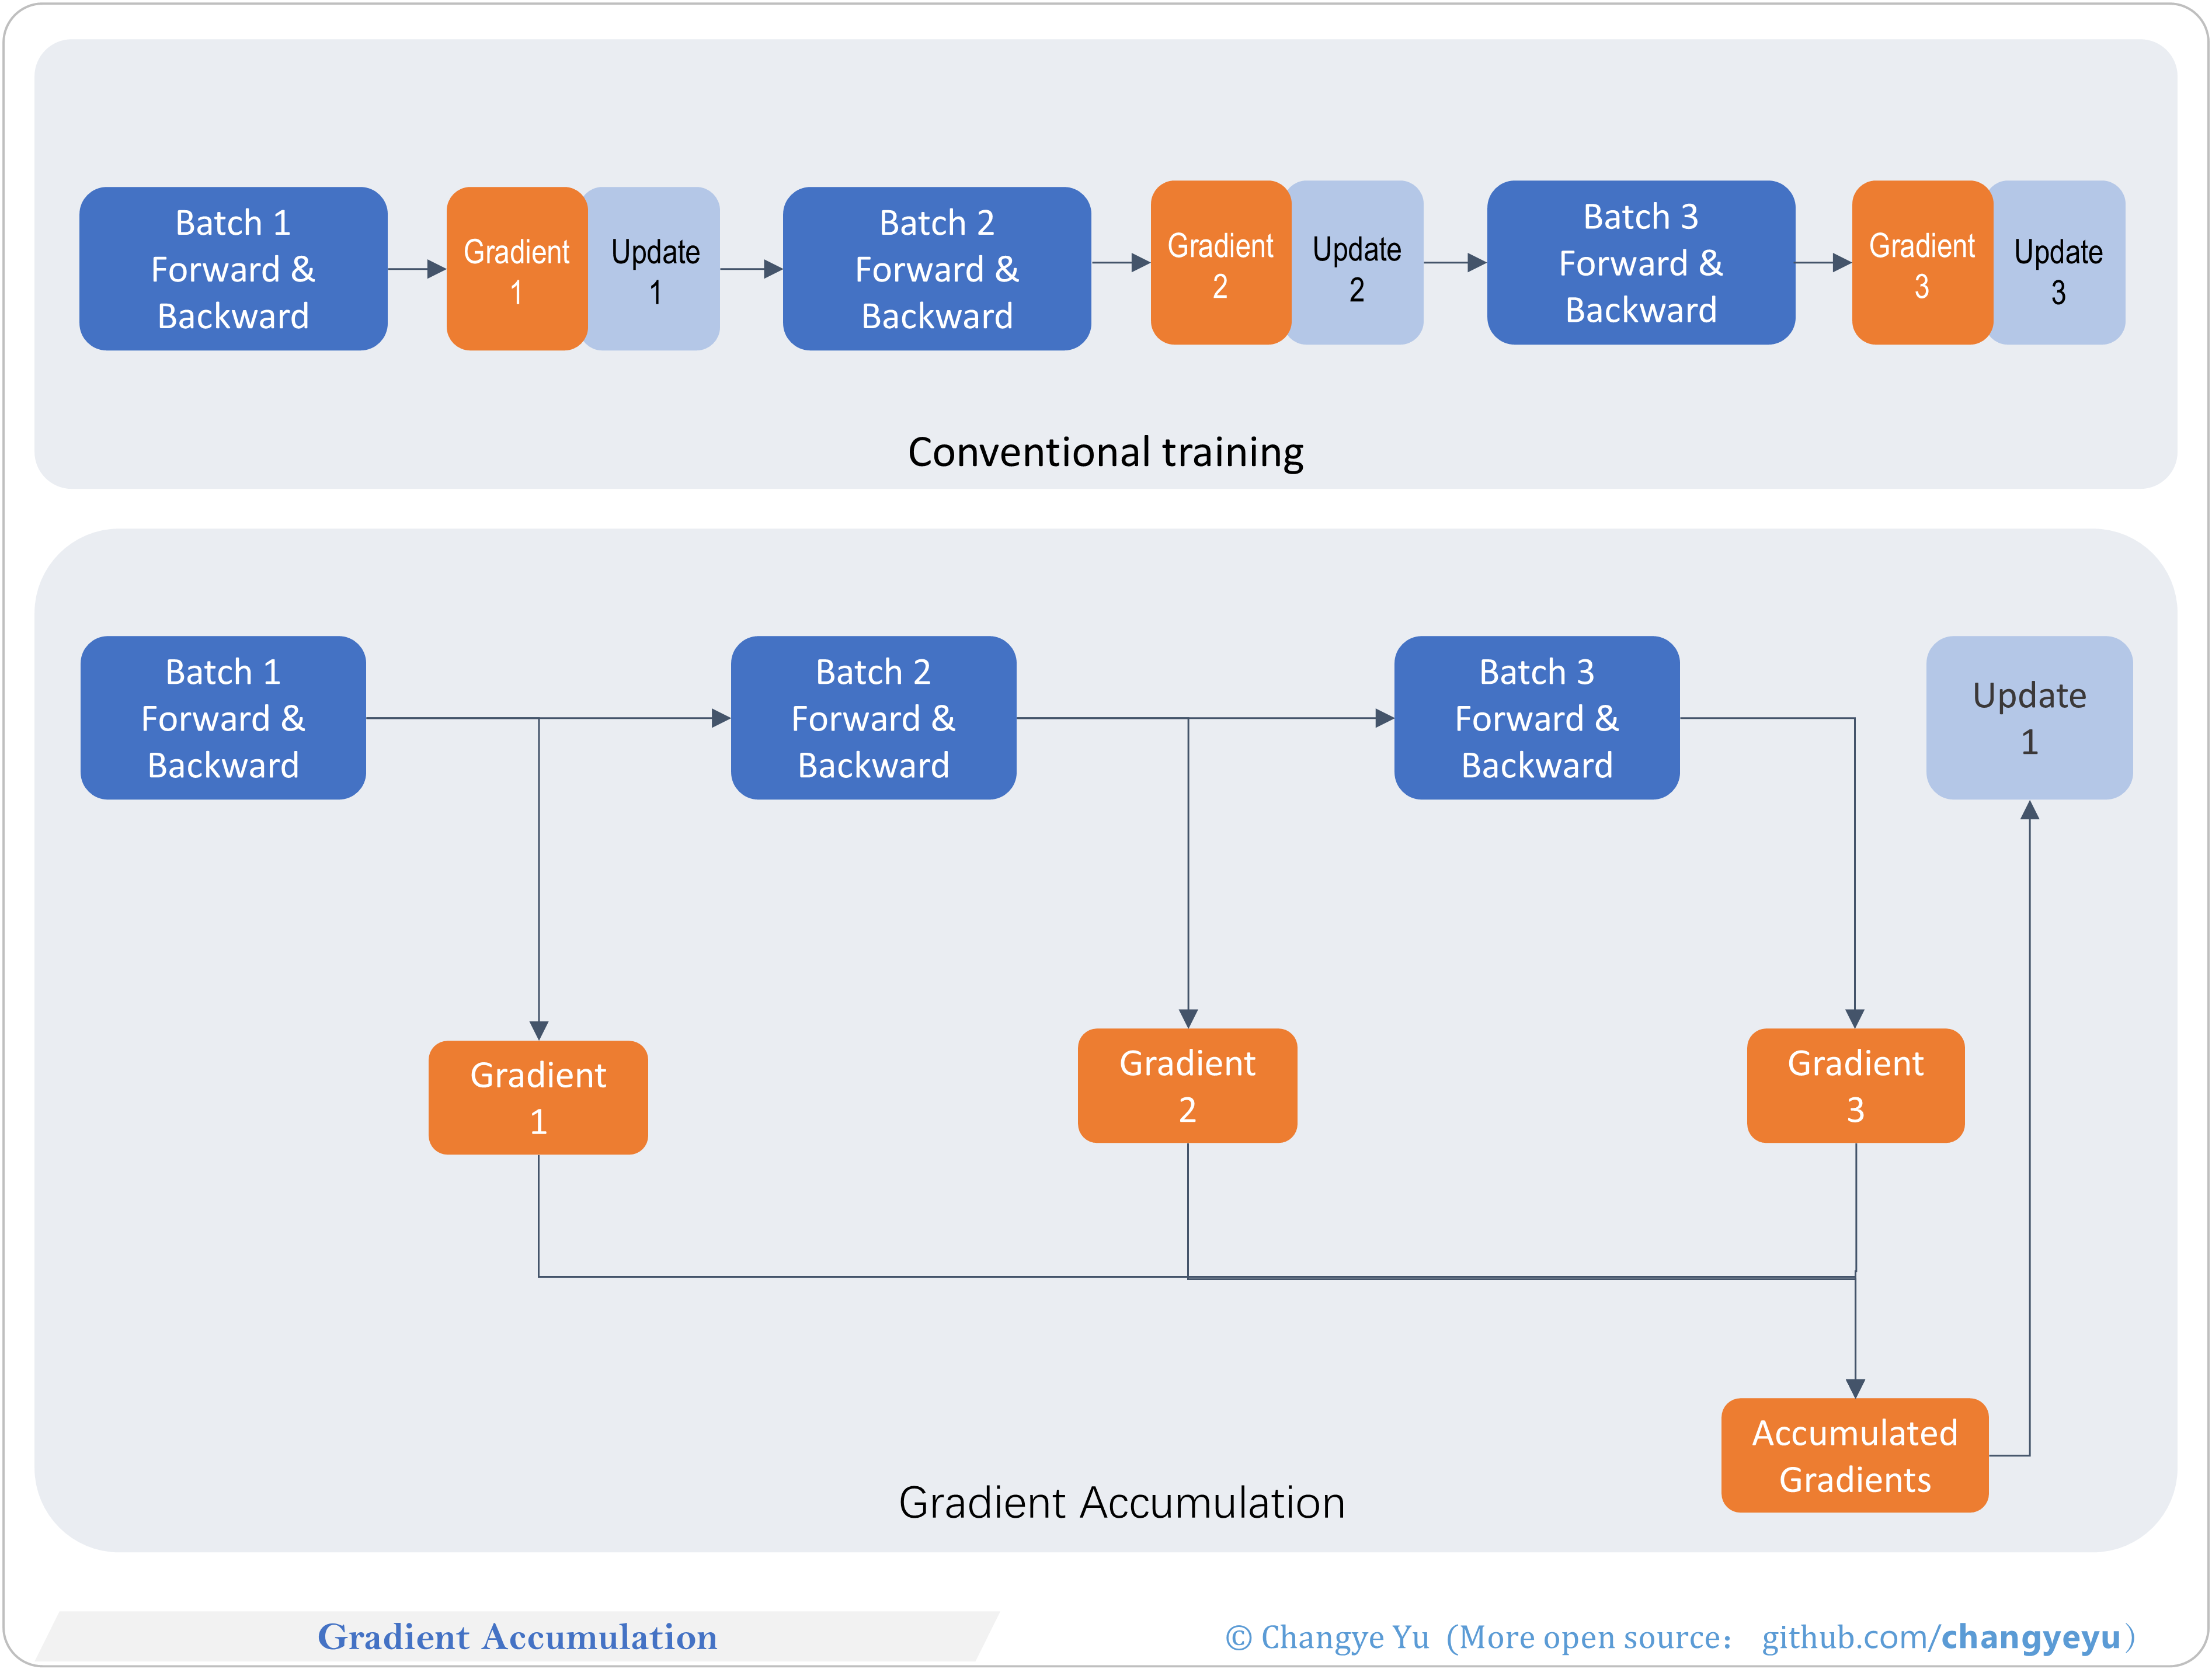 Batch 1
Forward &
Backward
Gradient
1
Update
1
Batch 2
Forward &
Backward
Gradient
2
Update
2
Batch 3
Forward &
Backward
Gradient
3
Update
3
Conventional training
Batch 1
Forward &
Backward
Batch 2
Forward &
Backward
Batch 3
Forward &
Backward
Update
1
Gradient
1
Gradient
2
Gradient
3
Accumulated
Gradients
Gradient Accumulation
Gradient Accumulation
© Changye Yu (More open source： github.com/changyeyu）